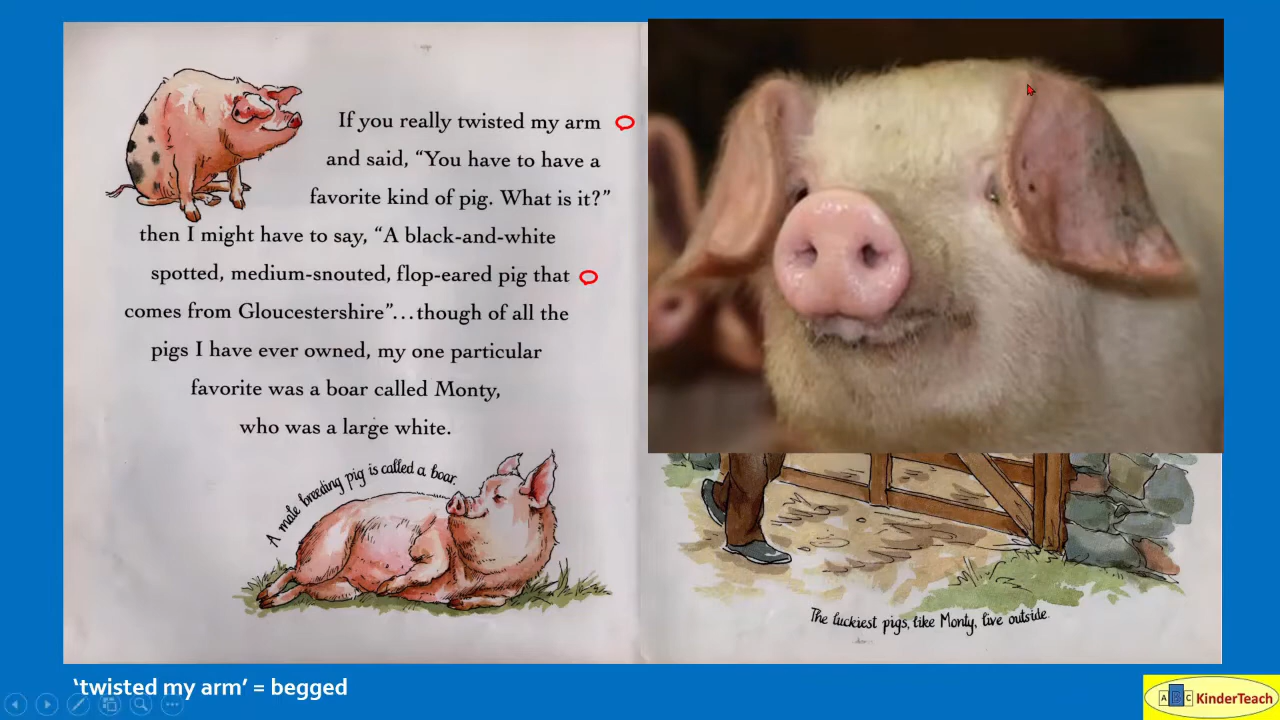 If you really twisted my arm
and said, “You have to have a
favorite kind of pig. What is it?”
then I might have to say, “A black-and-white
spotted, medium-snouted, flop-eared pig that
comes from Gloucestershire”...though of all the
pigs I have ever owned, my one particular
favorite was a boar called Monty,
who was a large white.
A male breeding pig is called a boar.
The luckiest pigs, like Monty, live outside.
‘twisted my arm’ = begged
ABC KinderTeach